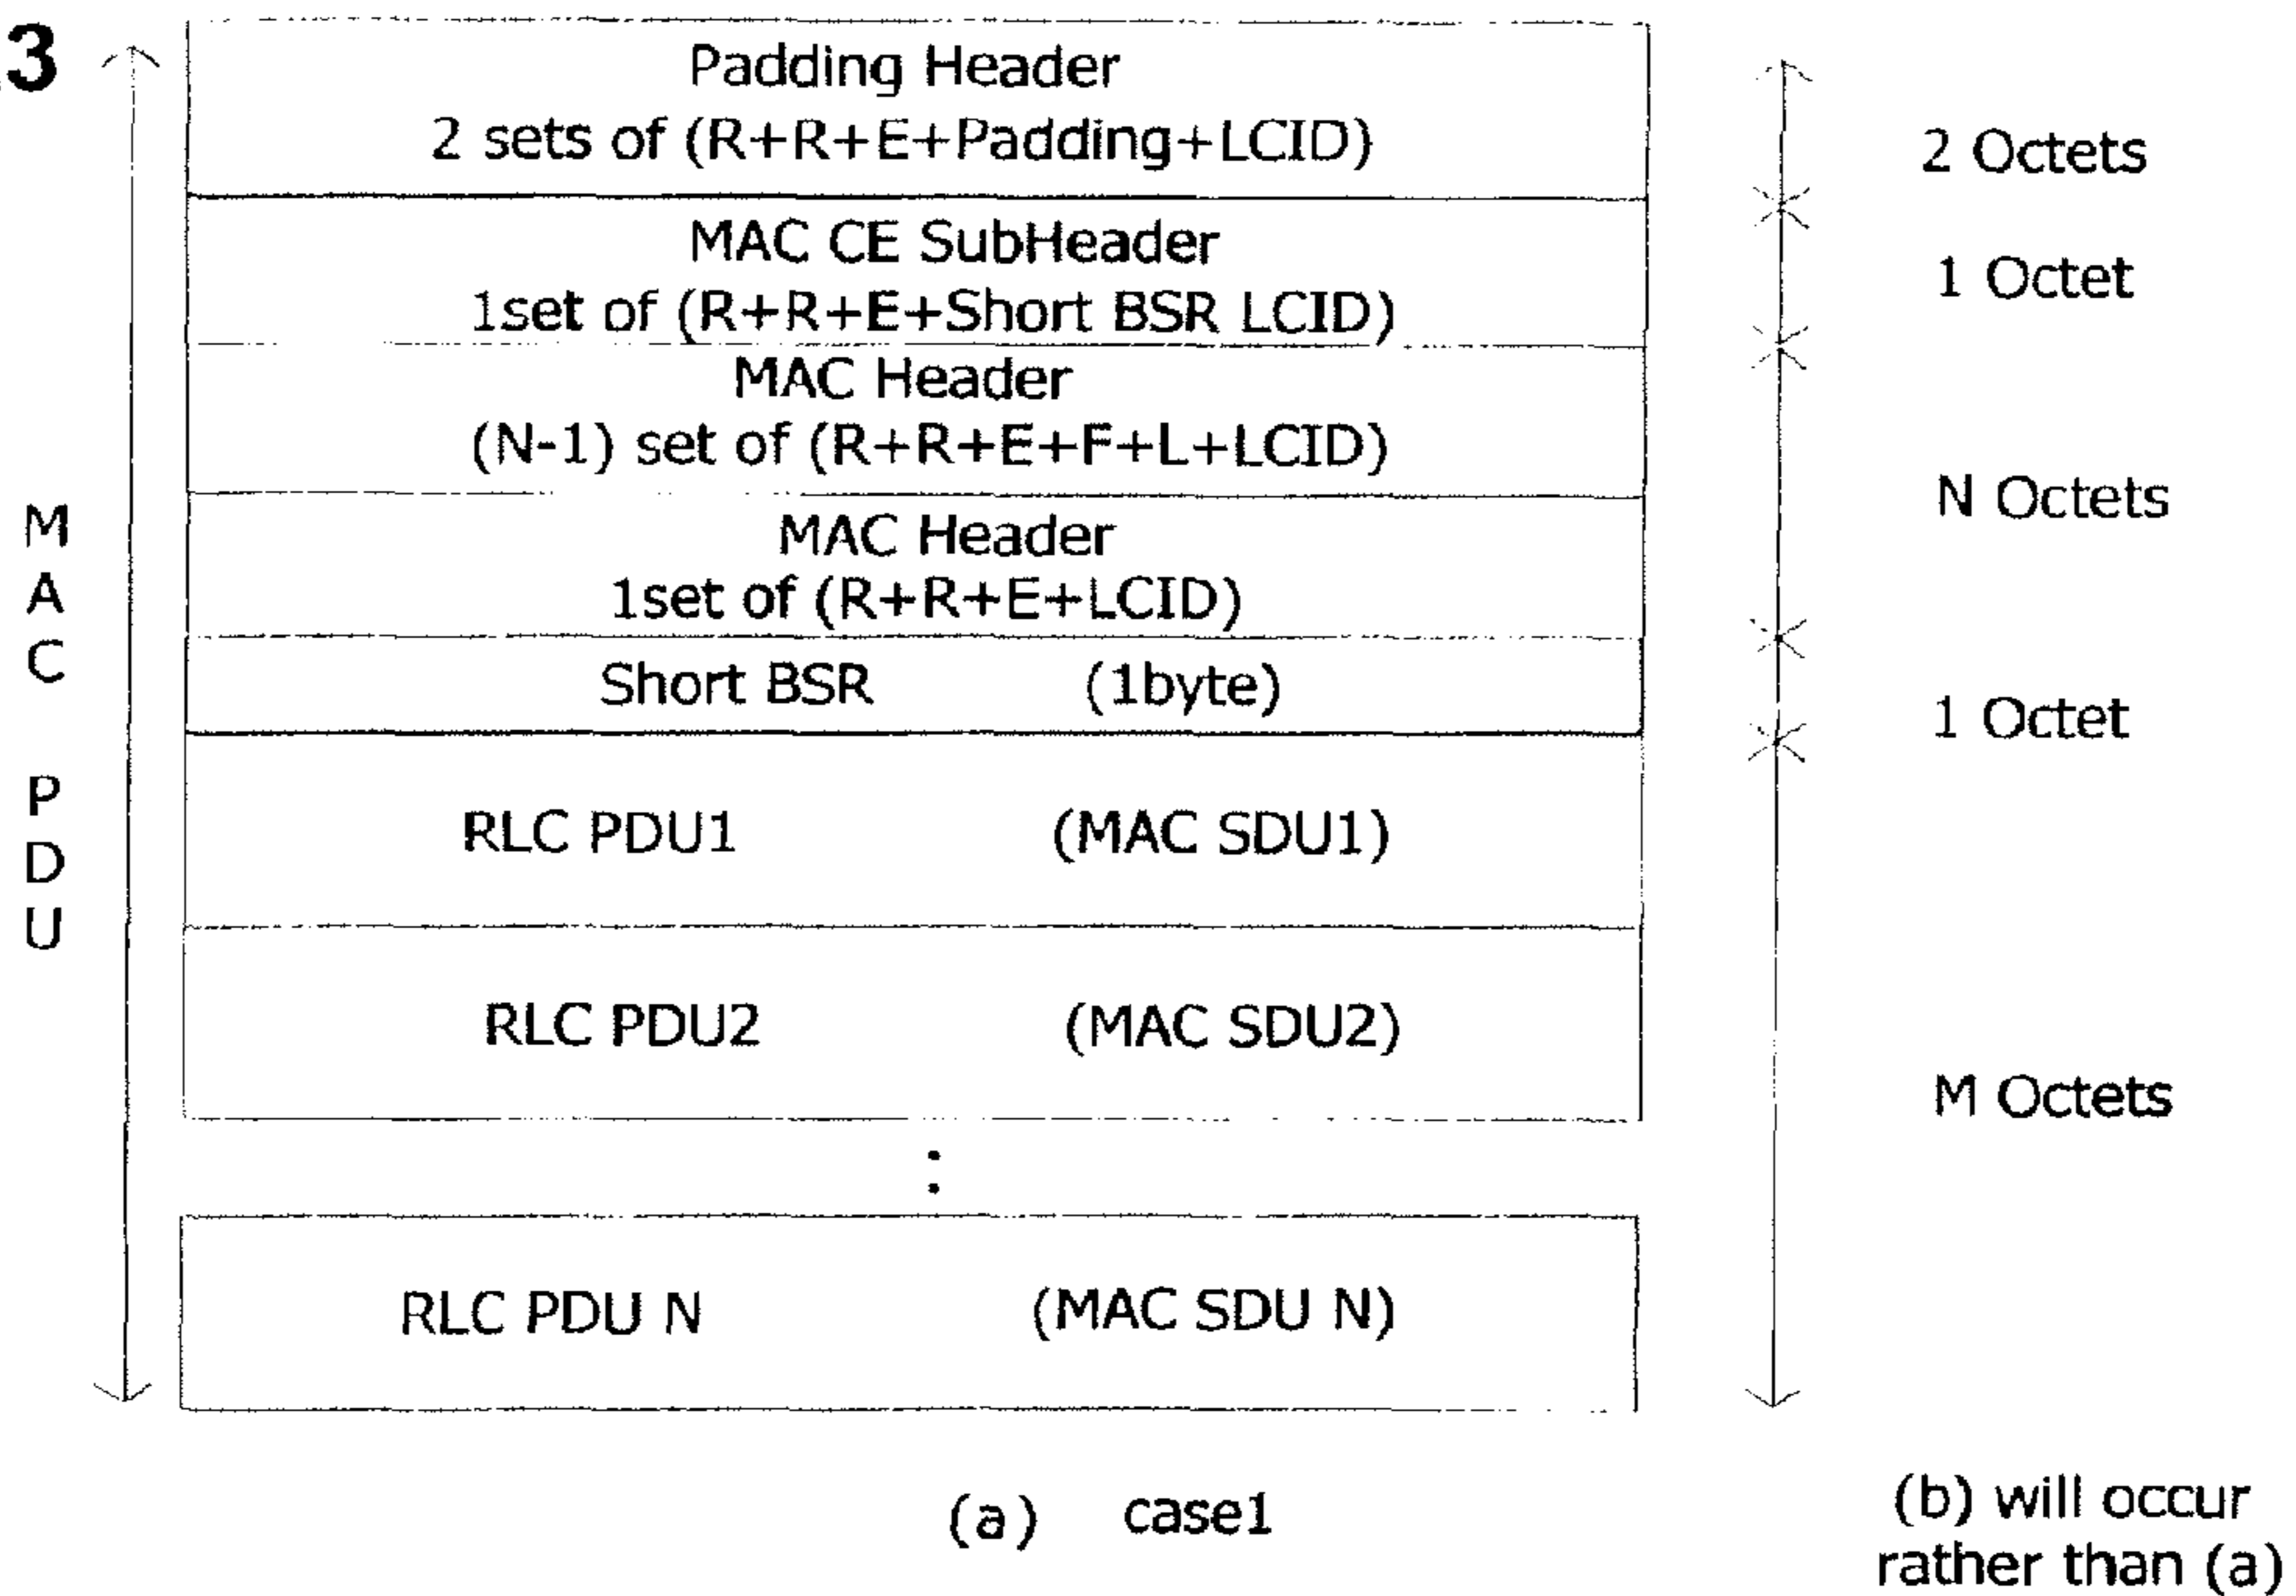 3
Padding Header
2 sets of (R+R+E+Padding+LCID)
2 Octets
MAC CE SubHeader
1set of (R+R+E+Short BSR LCID)
1 Octet
MAC Header
(N-1) set of (R+R+E+F+L+LCID)
N Octets
MAC Header
1set of (R+R+E+LCID)
Short BSR (1byte)
1 Octet
MAC PDU
RLC PDU1 (MAC SDU1)
RLC PDU2 (MAC SDU2)
M Octets
:
RLC PDU N (MAC SDU N)
(a) case1
(b) will occur
rather than (a)